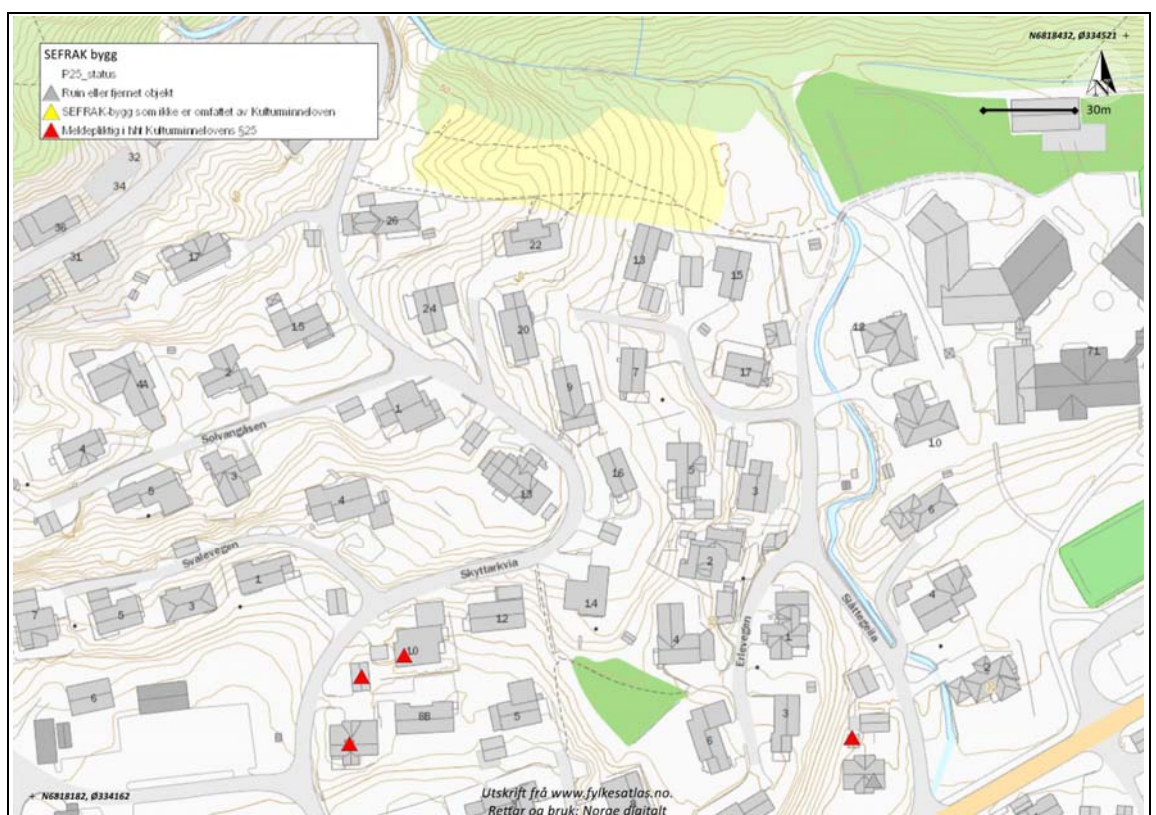 SEFRAK bygg
P25_status
Ruin eller fjernet objekt
SEFRAK-bygg som ikke er omfattet av Kulturminneloven
Meldepliktig i hht Kulturminnelovens §25
N6818432, Ø334521
30m
32
34
36
31
17
26
22
13
15
15
24
20
18
4A
2
9
7
17
71
1
10
Solvangåsen
4
3
16
5
3
5
4
13
6
Svalevegen
2
1
Skyttarkvia
14
4
7
5
3
12
4
1
Slåttegeila
Erlevegen
10
2
6
8B
5
3
6
N6818182, Ø334162
8
Utskrift frå www.fylkesatlas.no.
Rettar og bruk: Norge digitalt